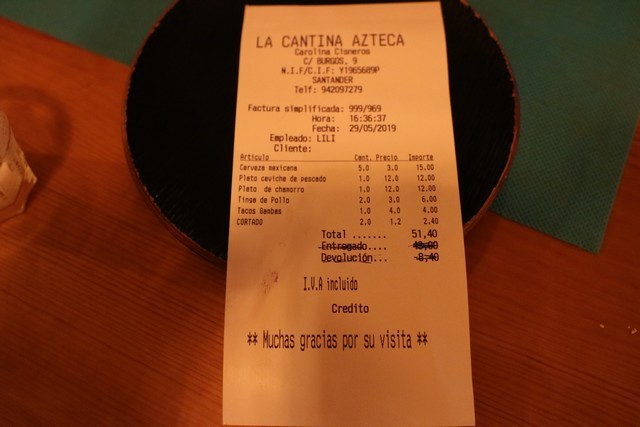 LA CANTINA AZTECA
Carolina Cisneros
C/ BURGOS, 9
N.I.F/C.I.F: Y1965689P
SANTANDER
Telf: 942097279
Factura simplificada: 999/969
Hora: 16:36:37
Fecha: 29/05/2019
Empleado: LILI
Cliente:
Articulo Cant. Precio Importe
Cerveza mexicana 5.0 3.0 15.00
Plato ceviche de pescado 1.0 12.0 12.00
Plato de chamorro 1.0 12.0 12.00
Tinga de Pollo 2.0 3.0 6.00
Tacos Gambas 1.0 4.0 4.00
CORTADO 2.0 1.2 2.40
Total ....... 51,40
Entregado....
Devolución... -8,40
I.V.A incluido
Credito
** Muchas gracias por su visita **